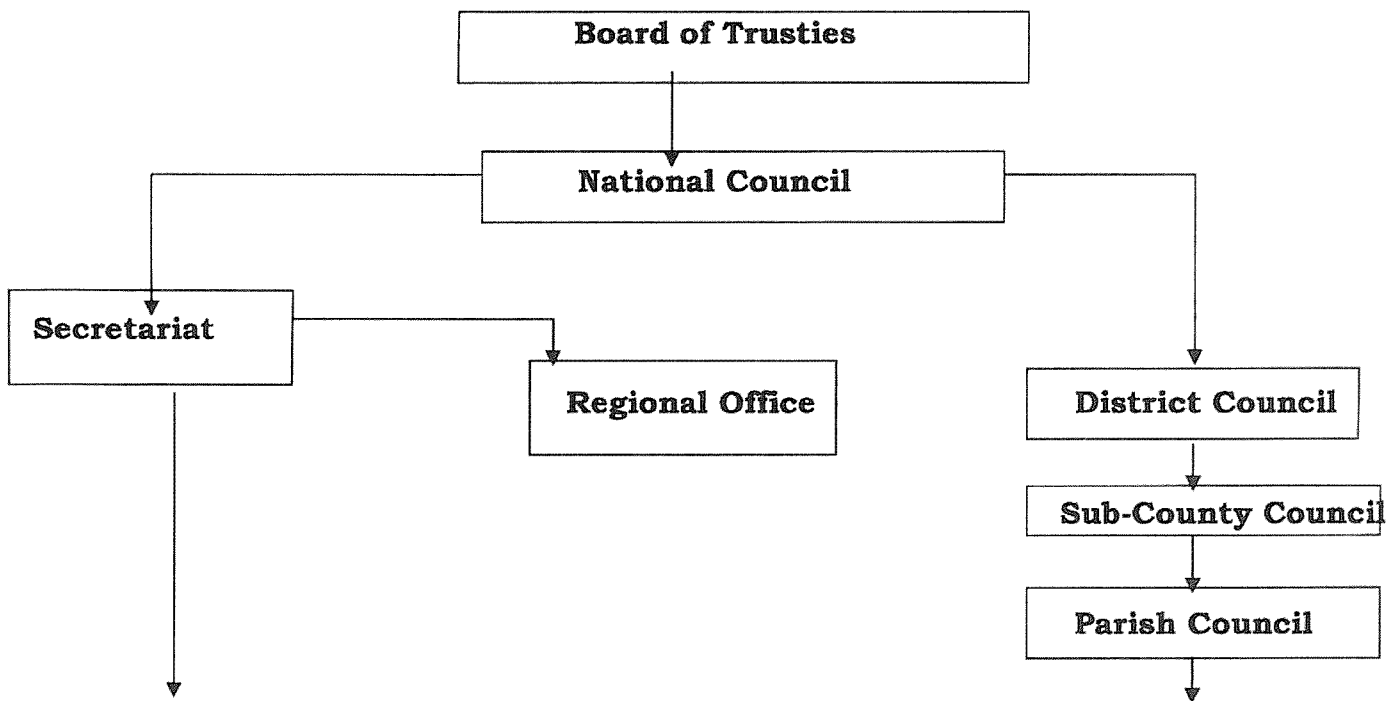 Board of Trusties
National Council
Secretariat
Regional Office
District Council
Sub-County Council
Parish Council